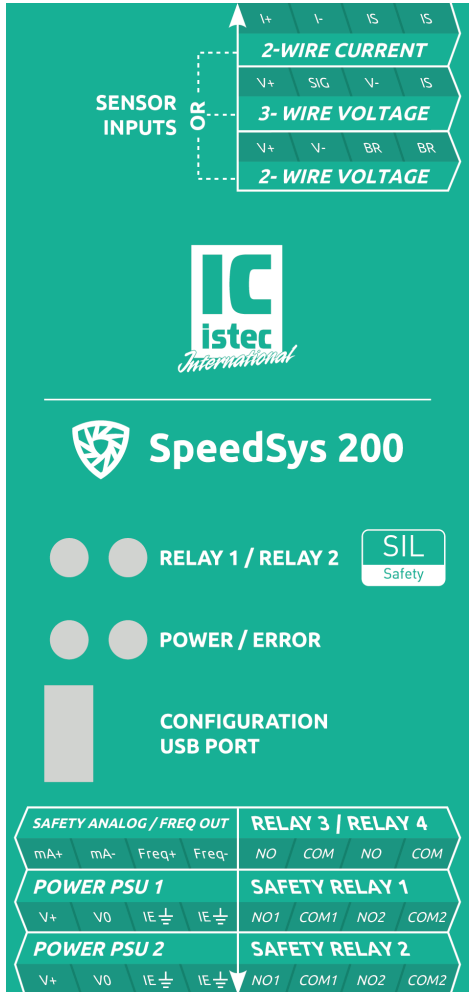 I+ I- IS IS
2-WIRE CURRENT
V+ SIG V- IS
3- WIRE VOLTAGE
V+ V- BR BR
2- WIRE VOLTAGE
SENSOR
INPUTS
OR
IC
istec
International
SpeedSys 200
RELAY 1 / RELAY 2
SIL
Safety
POWER / ERROR
CONFIGURATION
USB PORT
SAFETY ANALOG / FREQ OUT RELAY 3 | RELAY 4
mA+ mA- Freq+ Freq- NO COM NO COM
POWER PSU 1 SAFETY RELAY 1
V+ V0 IE IE NO1 COM1 NO2 COM2
POWER PSU 2 SAFETY RELAY 2
V+ V0 IE IE NO1 COM1 NO2 COM2